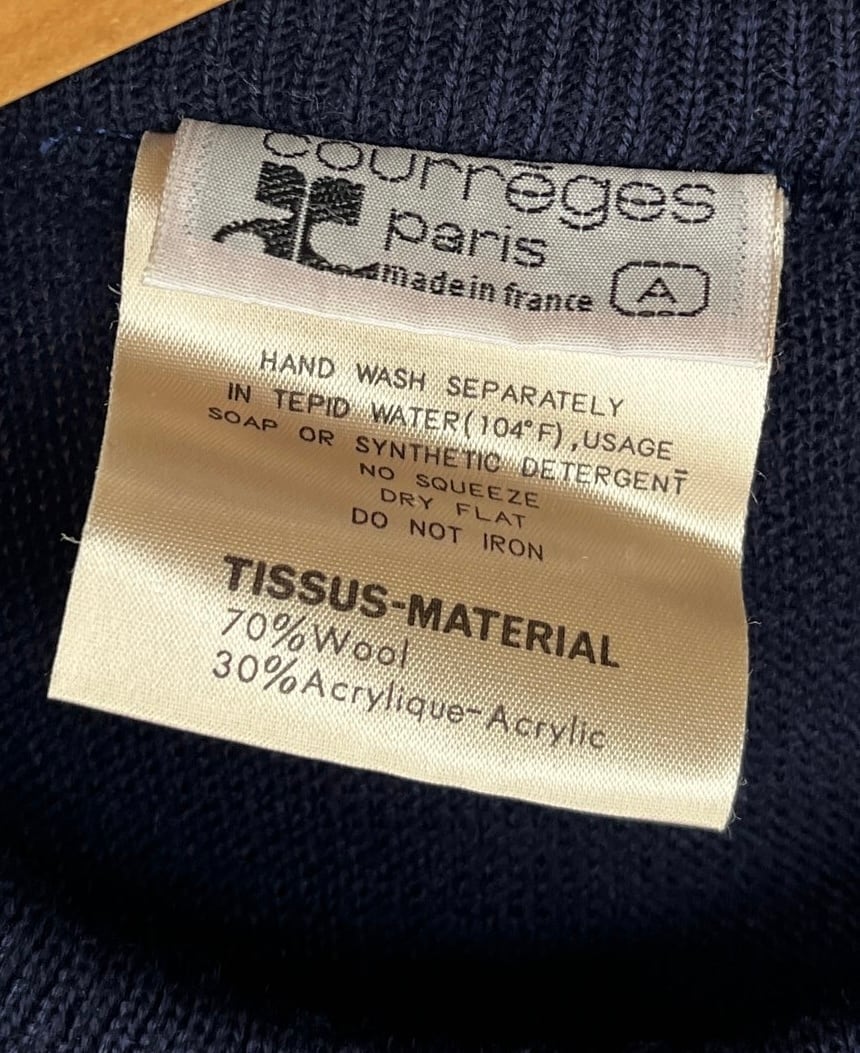 courrèges
paris
made in france
A
HAND WASH SEPARATELY
IN TEPID WATER(104°F),USAGE
SOAP OR SYNTHETIC DETERGENT
NO SQUEEZE
DRY FLAT
DO NOT IRON
TISSUS-MATERIAL
70%Wool
30%Acrylique-Acrylic